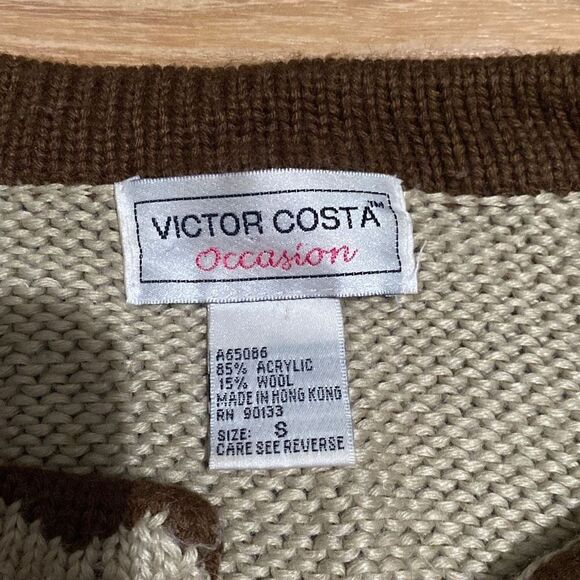 VICTOR COSTA™
Occasion
A65086
85% ACRYLIC
15% WOOL
MADE IN HONG KONG
RN 90133
SIZE: S
CARE SEE REVERSE